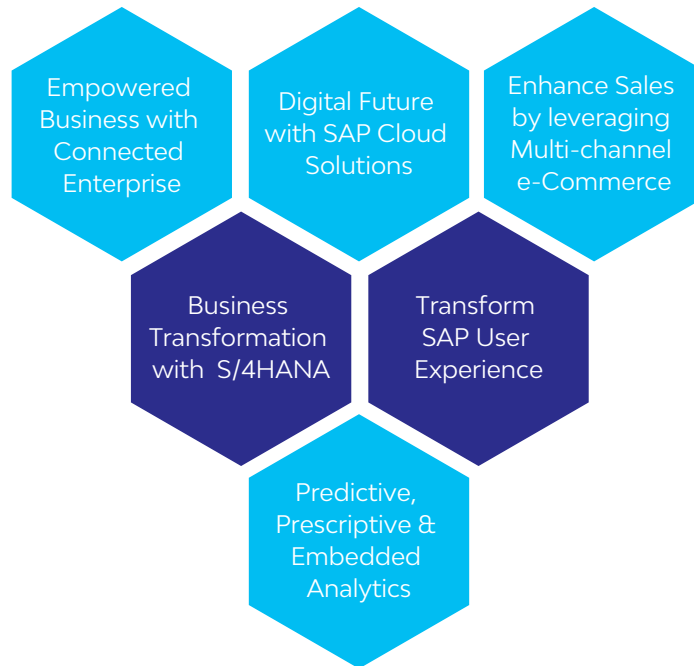 Empowered
Business with
Connected
Enterprise
Digital Future
with SAP Cloud
Solutions
Enhance Sales
by leveraging
Multi-channel
e-Commerce
Business
Transformation
with S/4HANA
Transform
SAP User
Experience
Predictive,
Prescriptive &
Embedded
Analytics